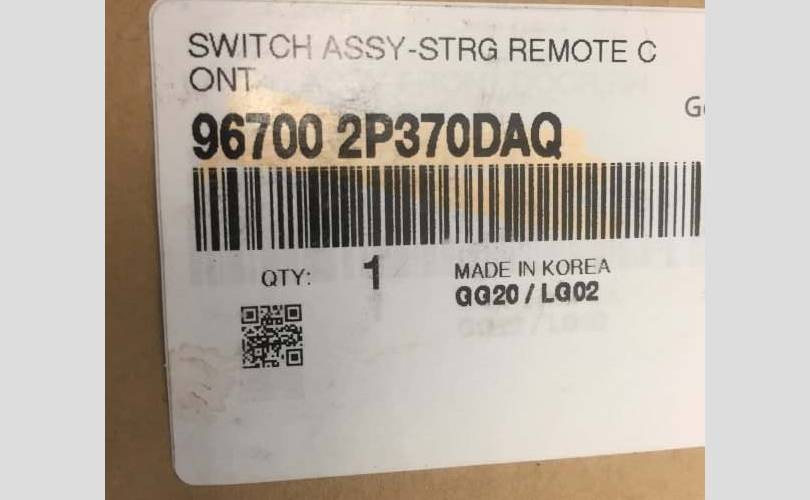 SWITCH ASSY-STRG REMOTE C
ONT
96700 2P370DAQ
QTY: 1
MADE IN KOREA
GG20 / LG02